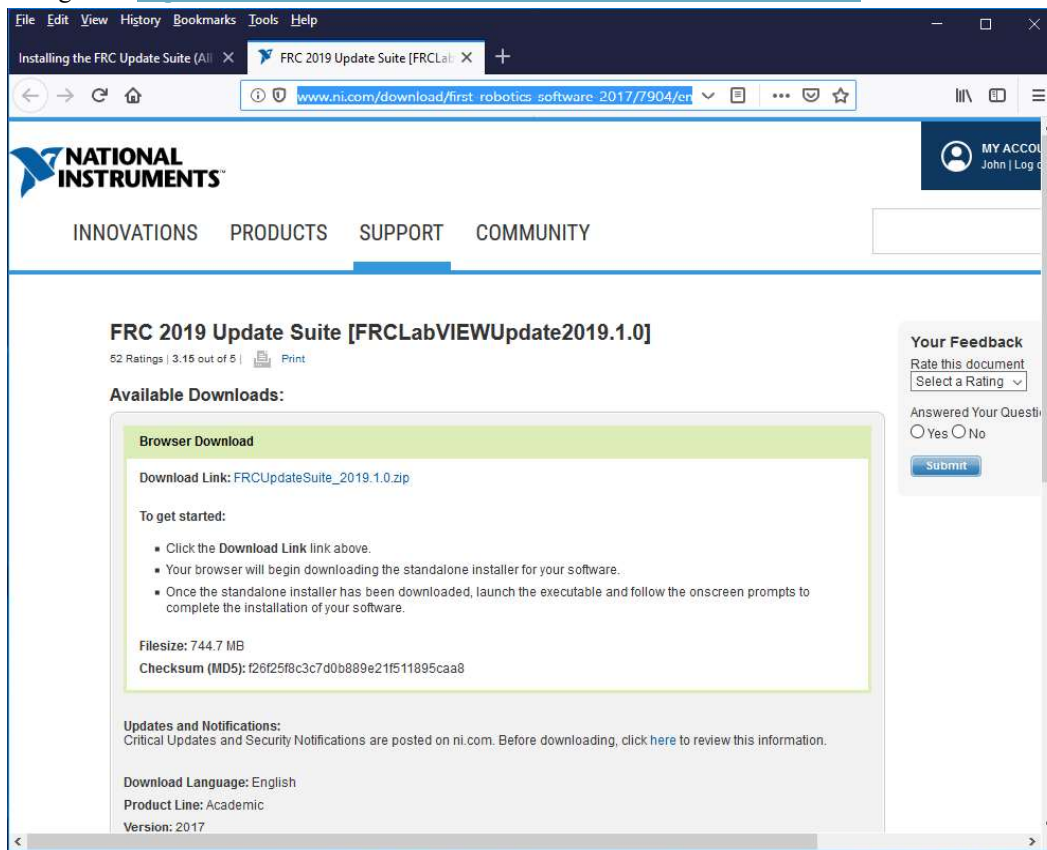 File Edit View History Bookmarks Tools Help
Installing the FRC Update Suite (All
FRC 2019 Update Suite [FRCLab
www.ni.com/download/first-robotics-software-2017/7904/en
NATIONAL
INSTRUMENTS
MY ACCOU
John | Log o
INNOVATIONS PRODUCTS SUPPORT COMMUNITY
FRC 2019 Update Suite [FRCLabVIEWUpdate2019.1.0]
52 Ratings | 3.15 out of 5 | Print
Available Downloads:
Browser Download
Download Link: FRCUpdateSuite_2019.1.0.zip
To get started:
▪ Click the Download Link link above.
▪ Your browser will begin downloading the standalone installer for your software.
▪ Once the standalone installer has been downloaded, launch the executable and follow the onscreen prompts to
complete the installation of your software.
Filesize: 744.7 MB
Checksum (MD5): f26f25f8c3c7d0b889e21f511895caa8
Updates and Notifications:
Critical Updates and Security Notifications are posted on ni.com. Before downloading, click here to review this information.
Download Language: English
Product Line: Academic
Version: 2017
Your Feedback
Rate this document
Select a Rating
Answered Your Questi
Yes No
Submit